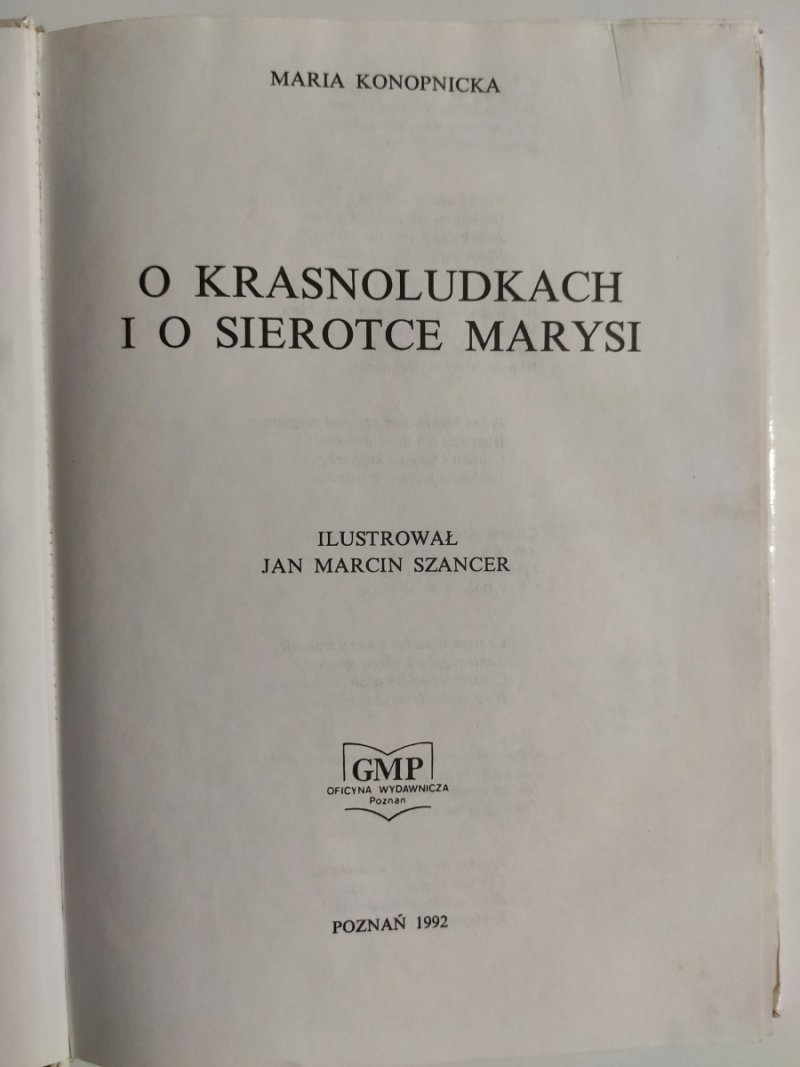 MARIA KONOPNICKA
O KRASNOLUDKACH
I O SIEROTCE MARYSI
ILUSTROWAŁ
JAN MARCIN SZANCER
GMP
OFICYNA WYDAWNICZA
Poznań
POZNAŃ 1992